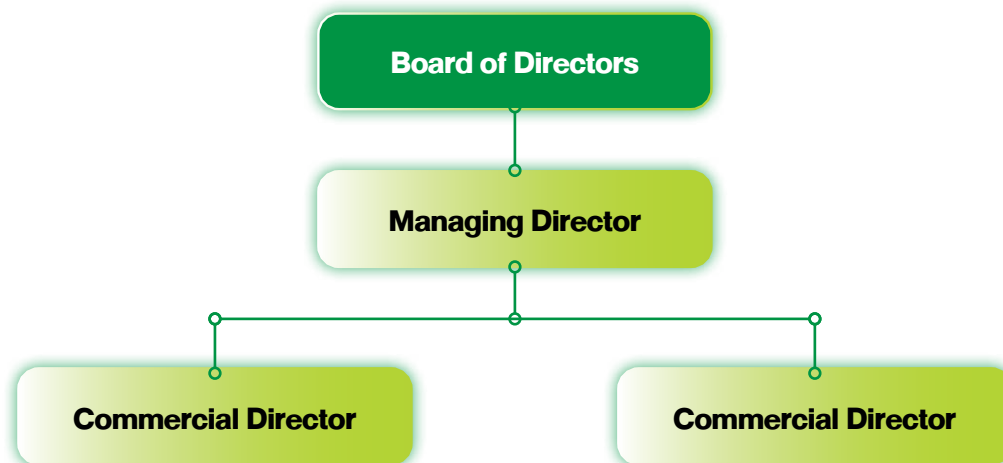 Board of Directors
Managing Director
Commercial Director
Commercial Director